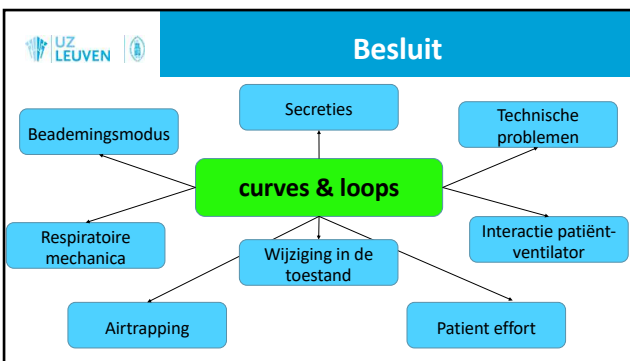 UZ
LEUVEN
Besluit
Secreties
Beademingsmodus
Technische
problemen
curves & loops
Respiratoire
mechanica
Wijziging in de
toestand
Interactie patiënt-
ventilator
Airtrapping
Patient effort